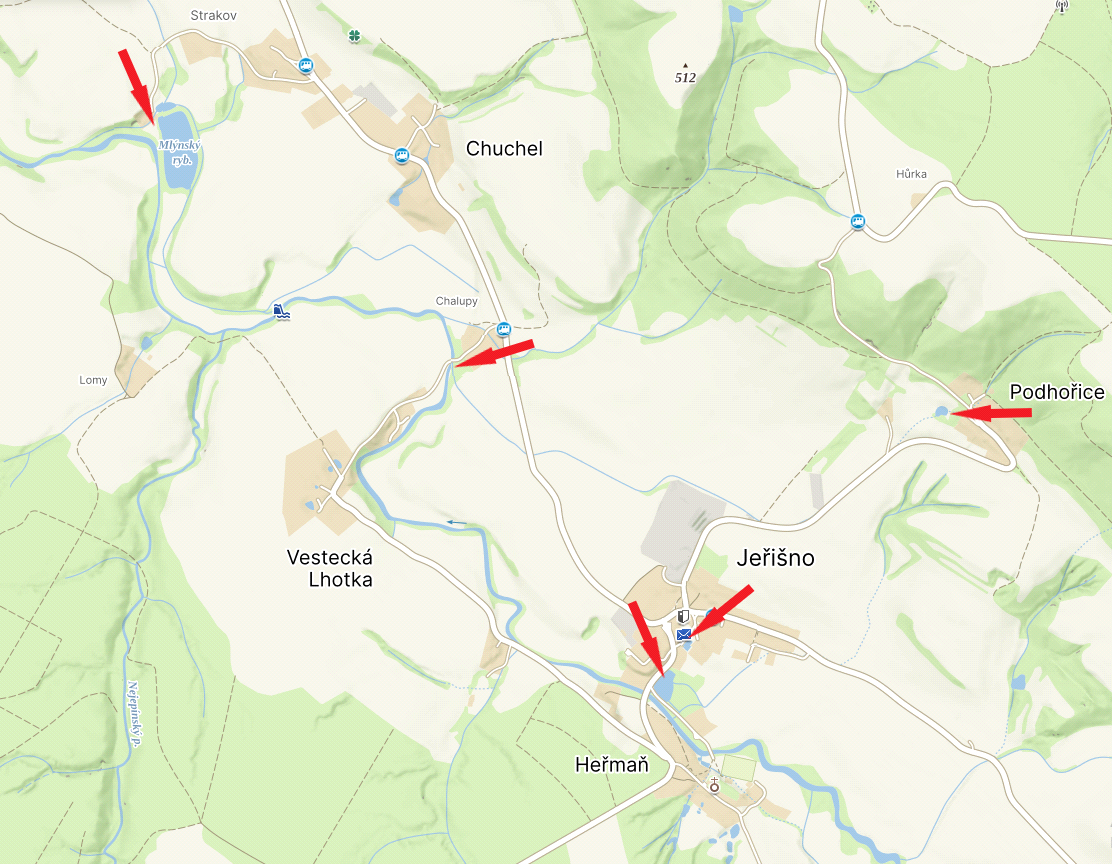 Strakov
512
Mlýnský
ryb.
Chuchel
Hůrka
Chalupy
Lomy
Podhořice
Vestecká
Lhotka
Jeřišno
Nejepínský p.
Heřmaň